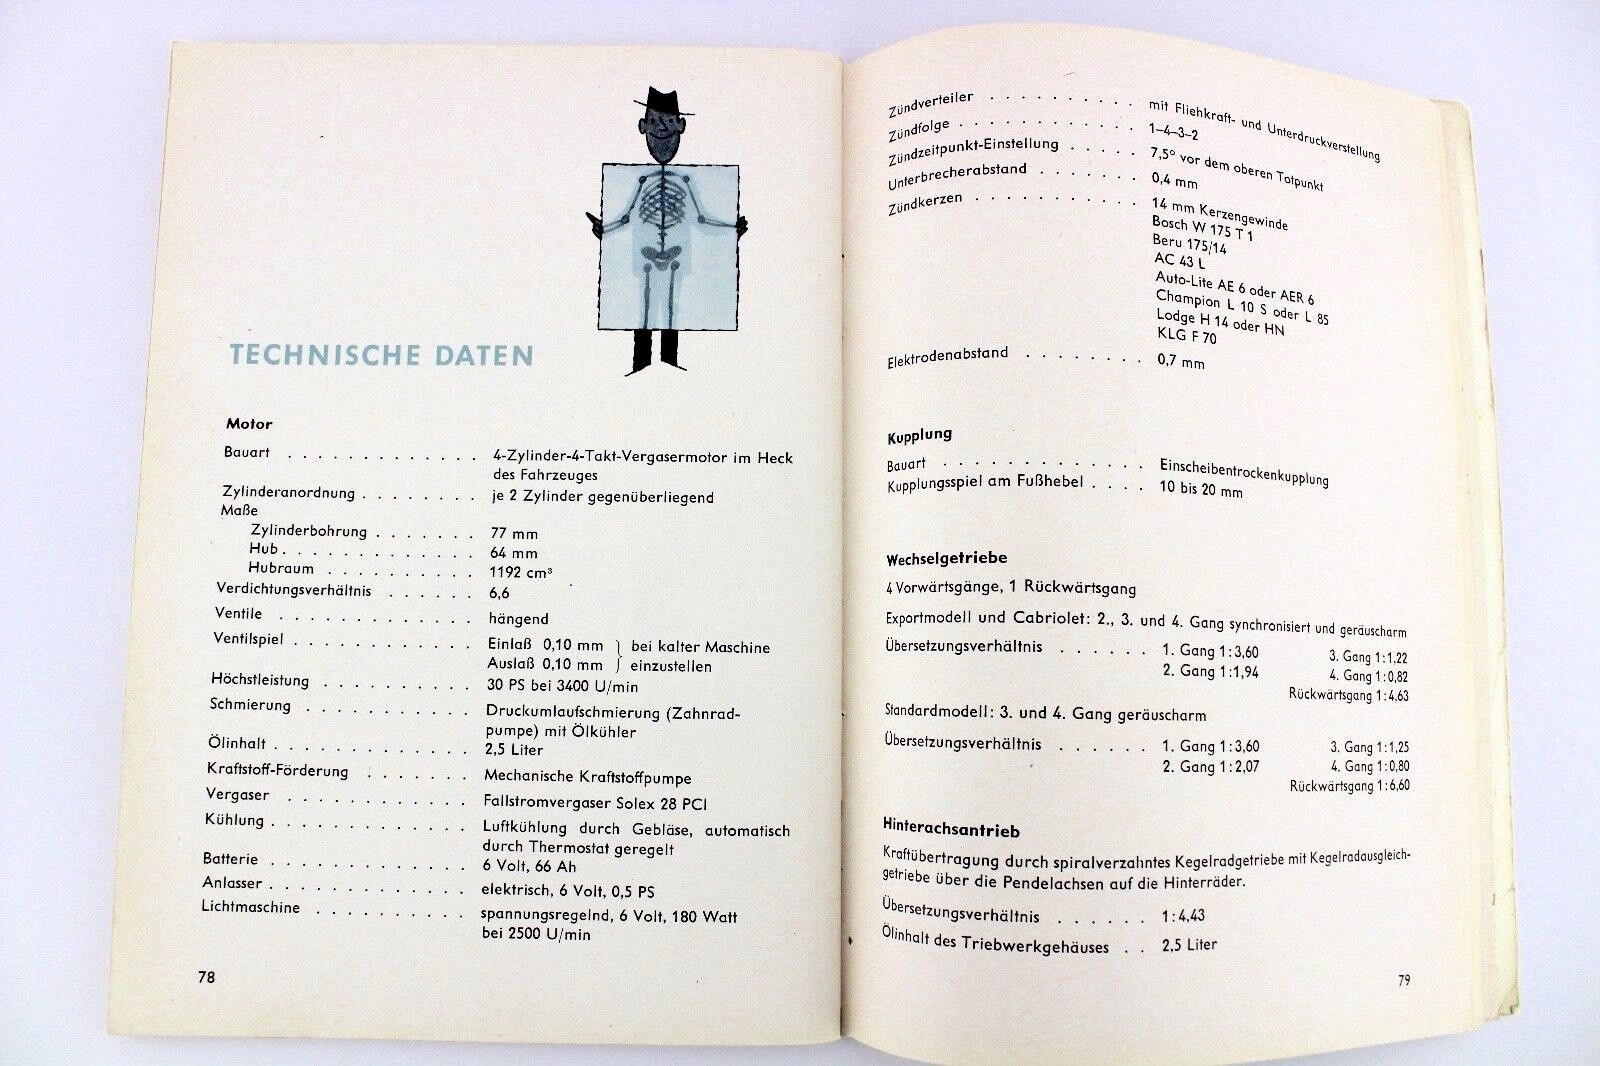 TECHNISCHE DATEN
Motor
Bauart . . . . . . . . . . . . . 4-Zylinder-4-Takt-Vergasermotor im Heck
des Fahrzeuges
Zylinderanordnung . . . . . . . . je 2 Zylinder gegenüberliegend
Maße
Zylinderbohrung . . . . . . . 77 mm
Hub . . . . . . . . . . . . . 64 mm
Hubraum . . . . . . . . . . 1192 cm³
Verdichtungsverhältnis . . . . . . 6,6
Ventile . . . . . . . . . . . . . hängend
Ventilspiel . . . . . . . . . . . . Einlaß 0,10 mm } bei kalter Maschine
Auslaß 0,10 mm } einzustellen
Höchstleistung . . . . . . . . . . 30 PS bei 3400 U/min
Schmierung . . . . . . . . . . . Druckumlaufschmierung (Zahnrad-
pumpe) mit Ölkühler
Ölinhalt . . . . . . . . . . . . . 2,5 Liter
Kraftstoff-Förderung . . . . . . . Mechanische Kraftstoffpumpe
Vergaser . . . . . . . . . . . . Fallstromvergaser Solex 28 PCI
Kühlung . . . . . . . . . . . . . Luftkühlung durch Gebläse, automatisch
durch Thermostat geregelt
Batterie . . . . . . . . . . . . . 6 Volt, 66 Ah
Anlasser . . . . . . . . . . . . . elektrisch, 6 Volt, 0,5 PS
Lichtmaschine . . . . . . . . . . spannungsregelnd, 6 Volt, 180 Watt
bei 2500 U/min
78
Zündverteiler . . . . . . . . . . mit Fliehkraft- und Unterdruckverstellung
Zündfolge . . . . . . . . . . . . 1–4–3–2
Zündzeitpunkt-Einstellung . . . . . 7,5° vor dem oberen Totpunkt
Unterbrecherabstand . . . . . . . 0,4 mm
Zündkerzen . . . . . . . . . . . 14 mm Kerzengewinde
Bosch W 175 T 1
Beru 175/14
AC 43 L
Auto-Lite AE 6 oder AER 6
Champion L 10 S oder L 85
Lodge H 14 oder HN
KLG F 70
Elektrodenabstand . . . . . . . . 0,7 mm
Kupplung
Bauart . . . . . . . . . . . . . Einscheibentrockenkupplung
Kupplungsspiel am Fußhebel . . . . 10 bis 20 mm
Wechselgetriebe
4 Vorwärtsgänge, 1 Rückwärtsgang
Exportmodell und Cabriolet: 2., 3. und 4. Gang synchronisiert und geräuscharm
Übersetzungsverhältnis . . . . . . 1. Gang 1:3,60 3. Gang 1:1,22
2. Gang 1:1,94 4. Gang 1:0,82
Rückwärtsgang 1:4,63
Standardmodell: 3. und 4. Gang geräuscharm
Übersetzungsverhältnis . . . . . . 1. Gang 1:3,60 3. Gang 1:1,25
2. Gang 1:2,07 4. Gang 1:0,80
Rückwärtsgang 1:6,60
Hinterachsantrieb
Kraftübertragung durch spiralverzahntes Kegelradgetriebe mit Kegelradausgleich-
getriebe über die Pendelachsen auf die Hinterräder.
Übersetzungsverhältnis . . . . . . 1:4,43
Ölinhalt des Triebwerkgehäuses . . 2,5 Liter
79